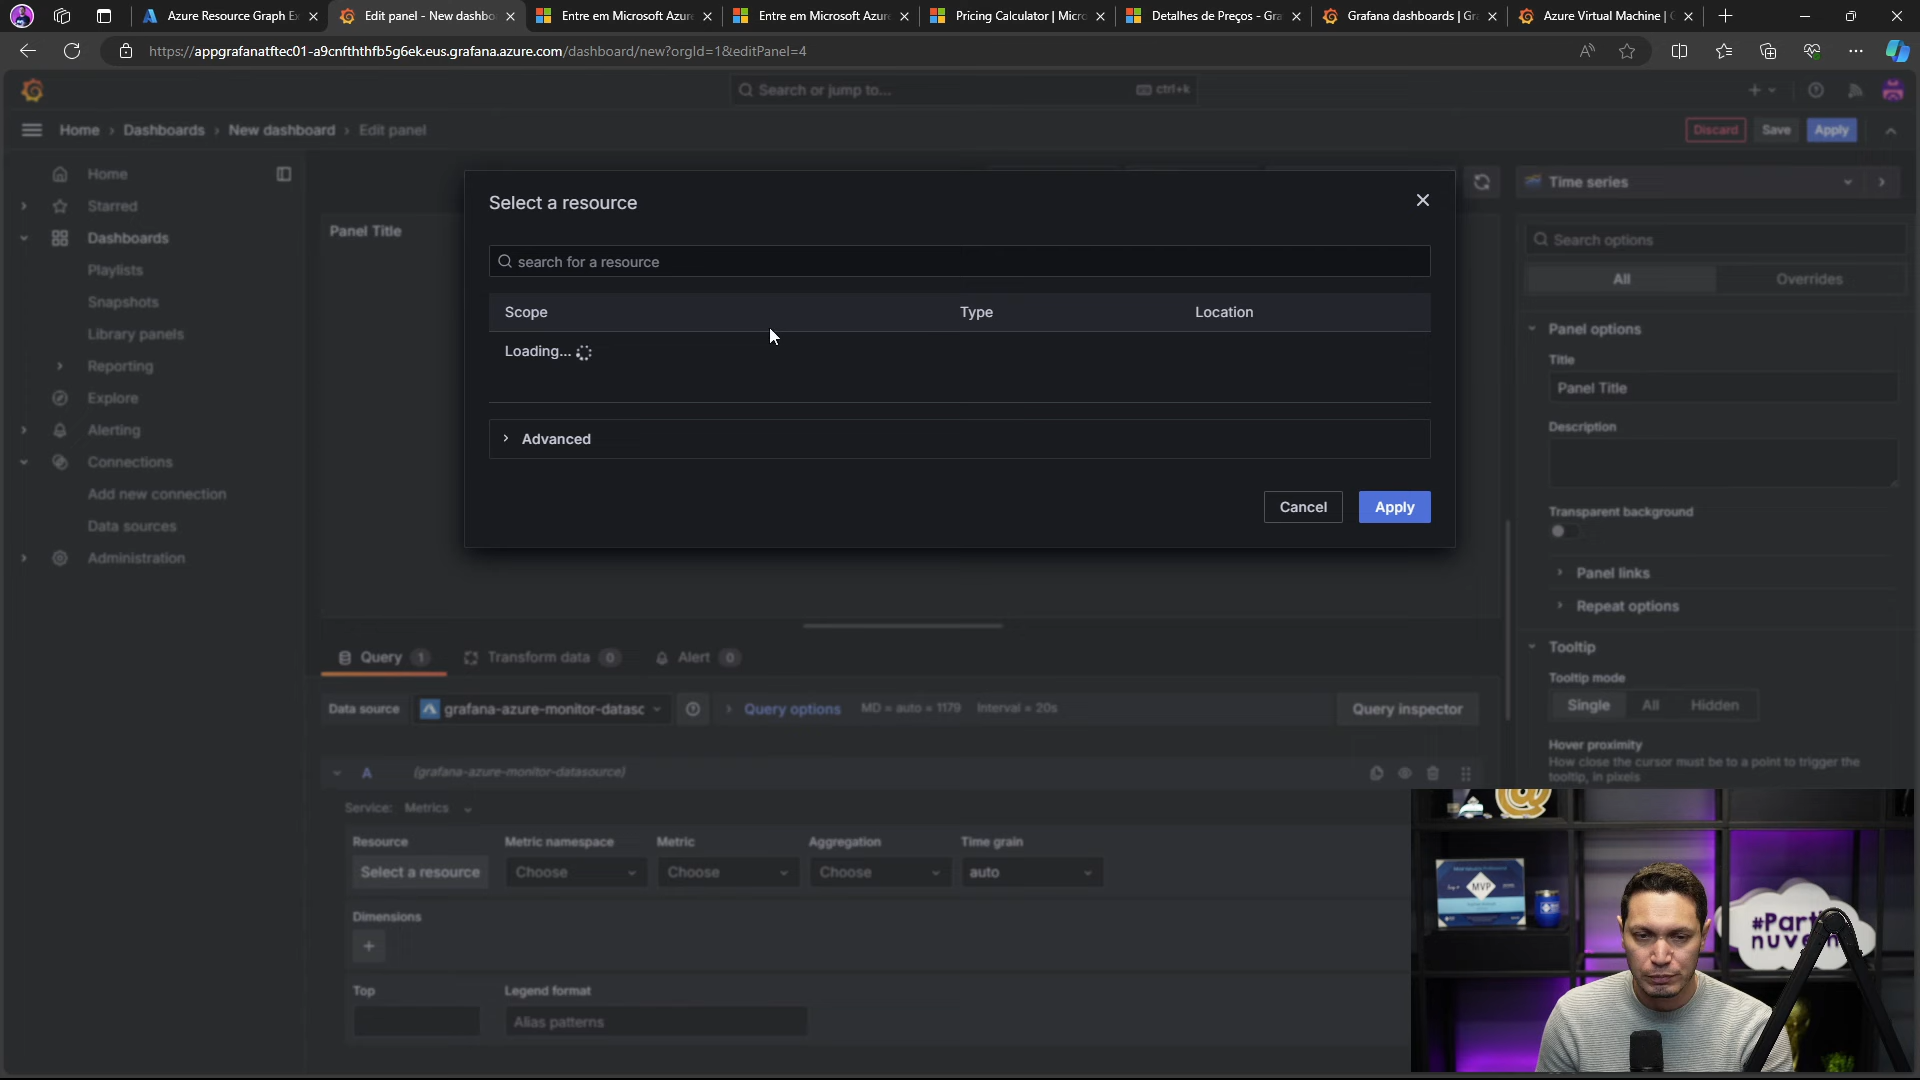 Azure Resource Graph E
Edit panel - New dashbo
Entre em Microsoft Azur
Entre em Microsoft Azur
Pricing Calculator | Micro
Detalhes de Preços - Gra
Grafana dashboards | Gr
Azure Virtual Machine |
https://appgrafanatftec01-a9cnfththfb5g6ek.eus.grafana.azure.com/dashboard/new?orgId=1&editPanel=4
Search or jump to...
ctrl+k
Home › Dashboards › New dashboard › Edit panel
Discard
Save
Apply
Home
Starred
Dashboards
Playlists
Snapshots
Library panels
Reporting
Explore
Alerting
Connections
Add new connection
Data sources
Administration
Panel Title
Select a resource
search for a resource
Scope Type Location
Loading...
Advanced
Cancel
Apply
Query 1
Transform data 0
Alert 0
Data source
grafana-azure-monitor-datasc
Query options
MD = auto = 1179
Interval = 20s
Query inspector
A
(grafana-azure-monitor-datasource)
Service: Metrics
Resource
Metric namespace
Metric
Aggregation
Time grain
Select a resource
Choose
Choose
Choose
auto
Dimensions
+
Top
Legend format
Alias patterns
Time series
Search options
All
Overrides
Panel options
Title
Panel Title
Description
Transparent background
Panel links
Repeat options
Tooltip
Tooltip mode
Single
All
Hidden
Hover proximity
How close the cursor must be to a point to trigger the
tooltip, in pixels
MVP
#Parti
nuvem